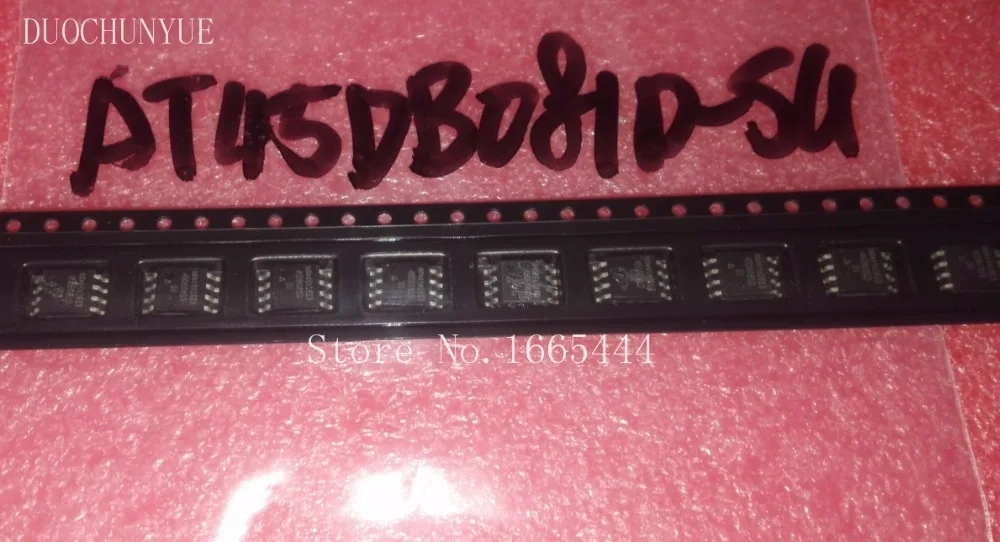 DUOCHUNYUE
AT45DB081D-SU
Store No. 1665444